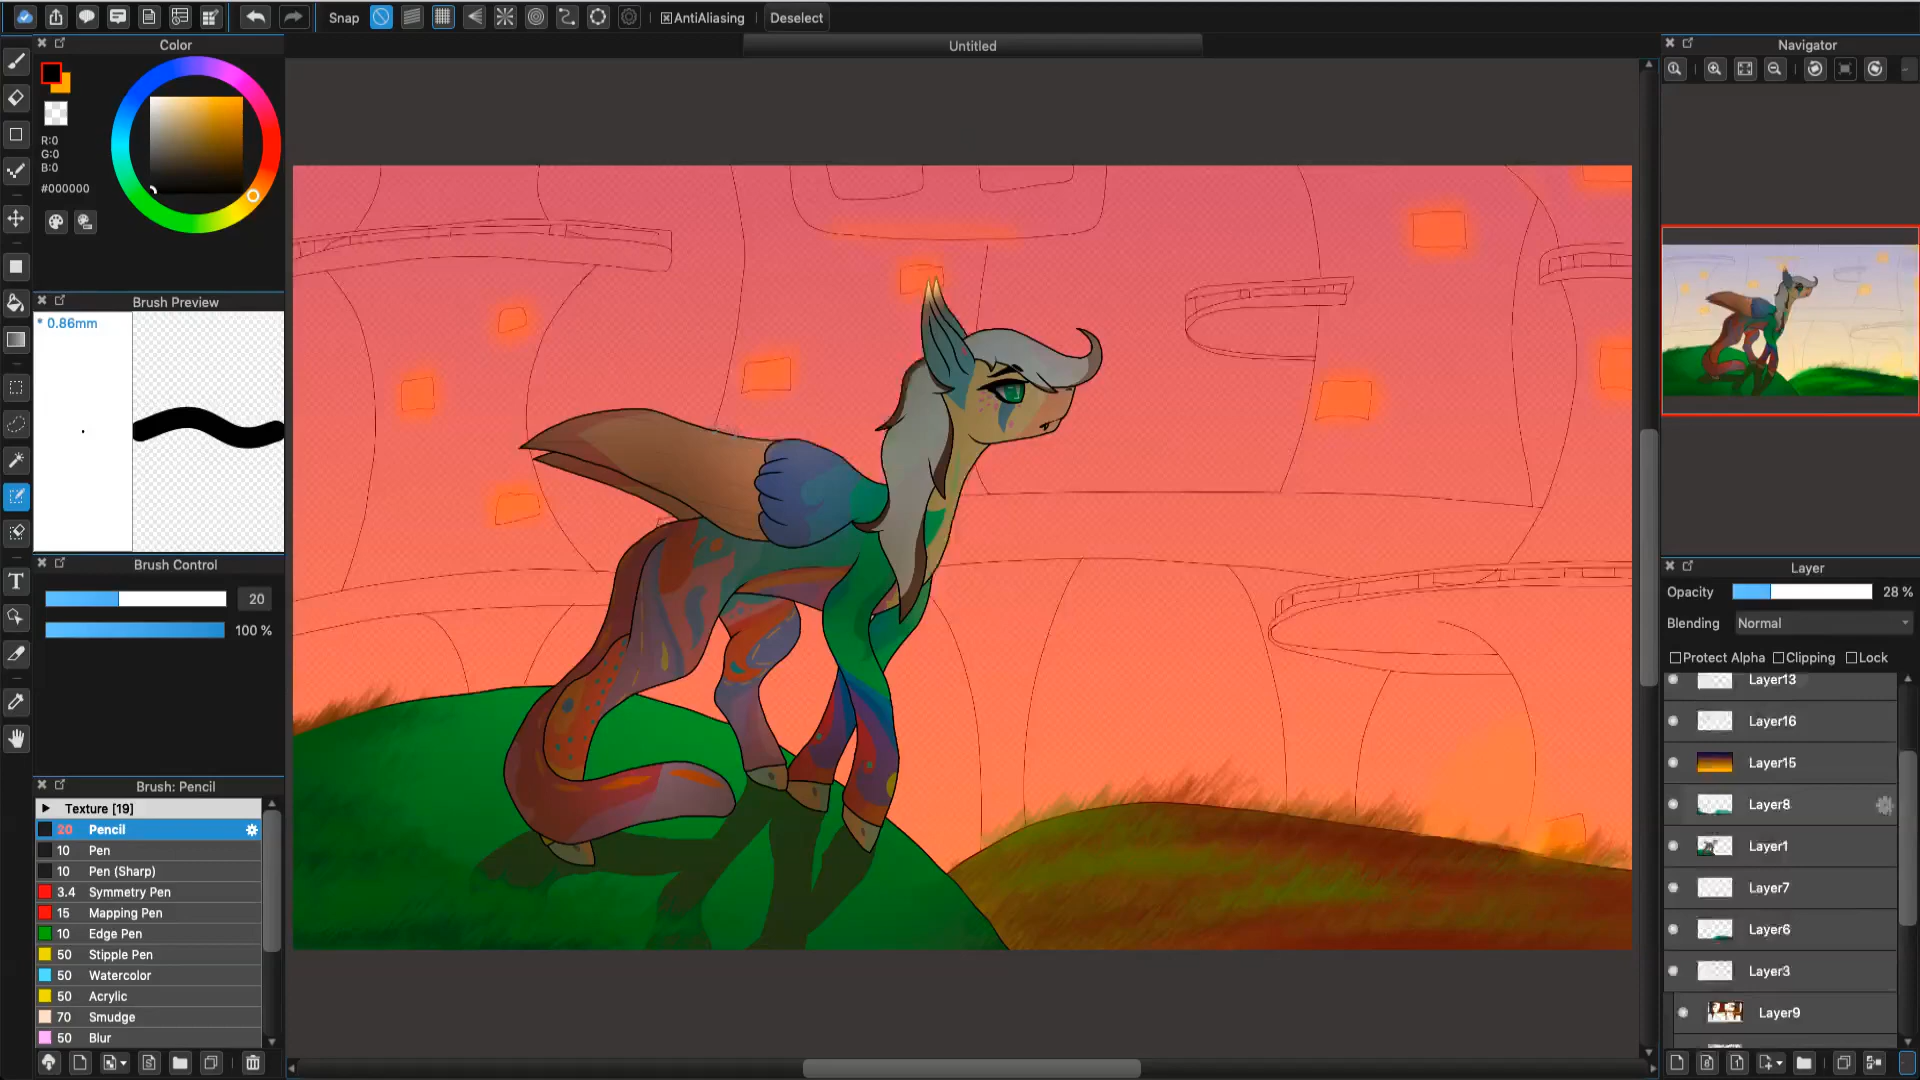 Snap
AntiAliasing
Deselect
Untitled
Color
R:0
G:0
B:0
#000000
Brush Preview
* 0.86mm
Brush Control
20
100 %
Brush: Pencil
Texture [19]
20 Pencil
10 Pen
10 Pen (Sharp)
3.4 Symmetry Pen
15 Mapping Pen
10 Edge Pen
50 Stipple Pen
50 Watercolor
50 Acrylic
70 Smudge
50 Blur
Navigator
Layer
Opacity 28 %
Blending Normal
Protect Alpha Clipping Lock
Layer13
Layer16
Layer15
Layer8
Layer1
Layer7
Layer6
Layer3
Layer9